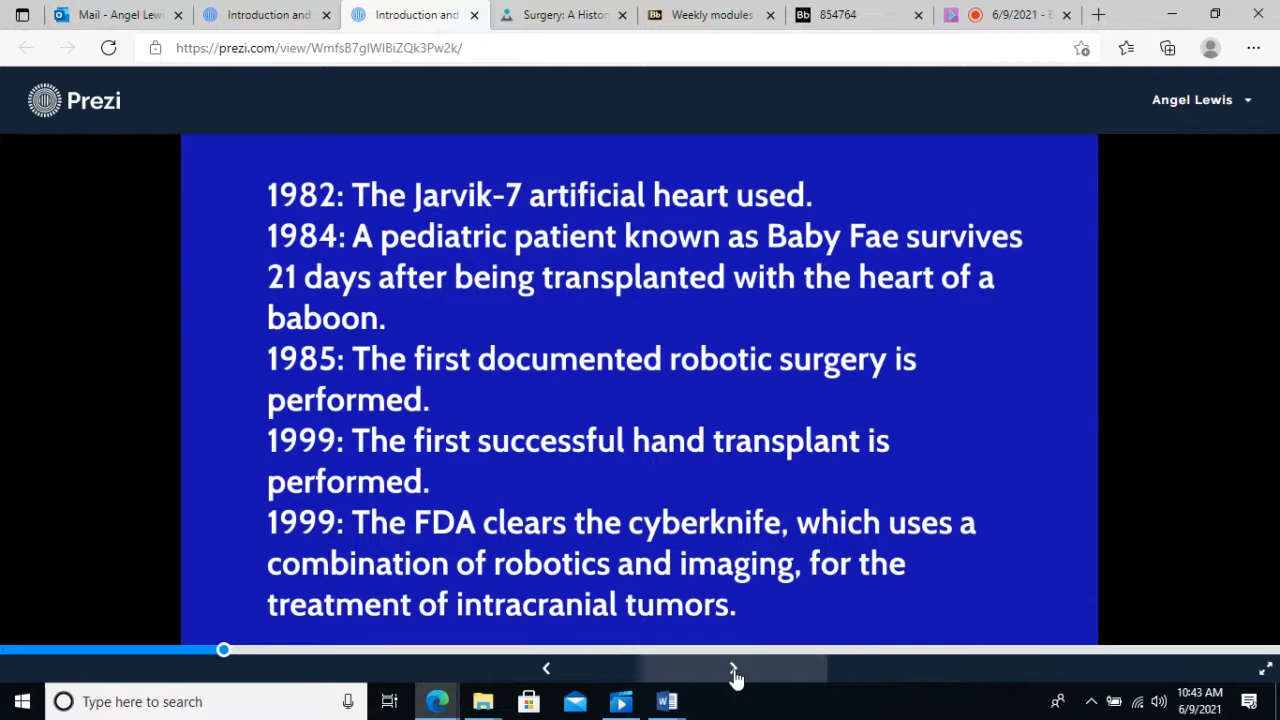 Mail - Angel Lewi
Introduction and
Introduction and
Surgery: A Histor
Bb Weekly modules
Bb 854764
6/9/2021 - E
https://prezi.com/view/WmfsB7gIWlBiZQk3Pw2k/
Prezi
Angel Lewis
1982: The Jarvik-7 artificial heart used.
1984: A pediatric patient known as Baby Fae survives
21 days after being transplanted with the heart of a
baboon.
1985: The first documented robotic surgery is
performed.
1999: The first successful hand transplant is
performed.
1999: The FDA clears the cyberknife, which uses a
combination of robotics and imaging, for the
treatment of intracranial tumors.
Type here to search
10:43 AM
6/9/2021